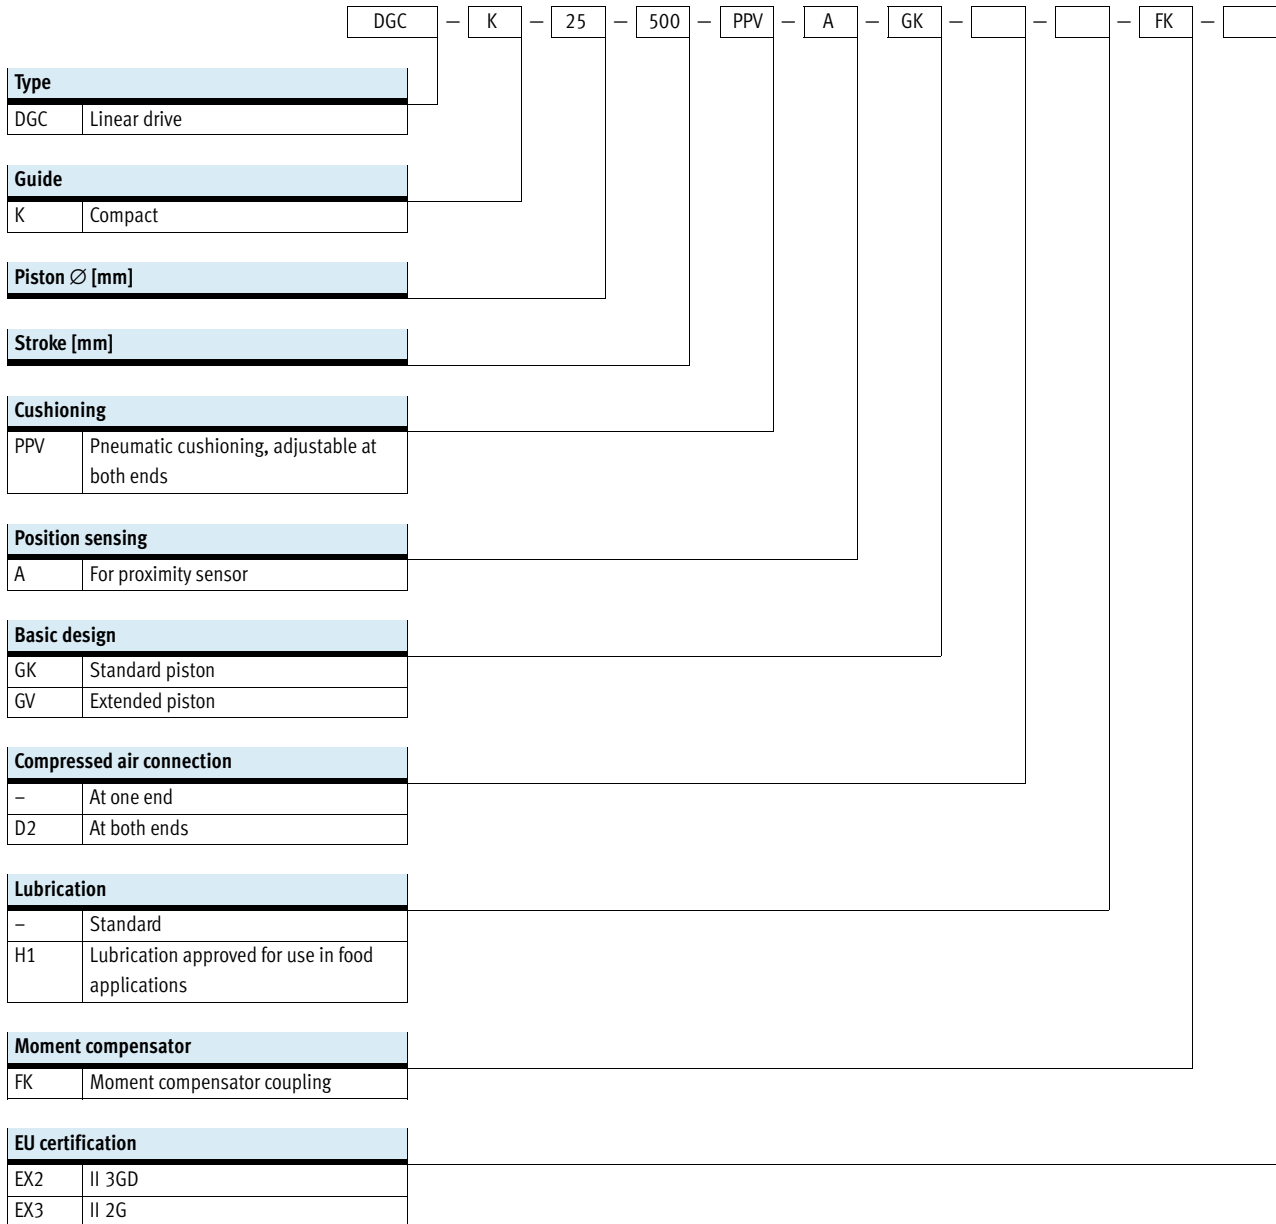 DGC – K – 25 – 500 – PPV – A – GK – – – FK –
Type
DGC Linear drive
Guide
K Compact
Piston ∅ [mm]
Stroke [mm]
Cushioning
PPV Pneumatic cushioning, adjustable at
both ends
Position sensing
A For proximity sensor
Basic design
GK Standard piston
GV Extended piston
Compressed air connection
– At one end
D2 At both ends
Lubrication
– Standard
H1 Lubrication approved for use in food
applications
Moment compensator
FK Moment compensator coupling
EU certification
EX2 II 3GD
EX3 II 2G